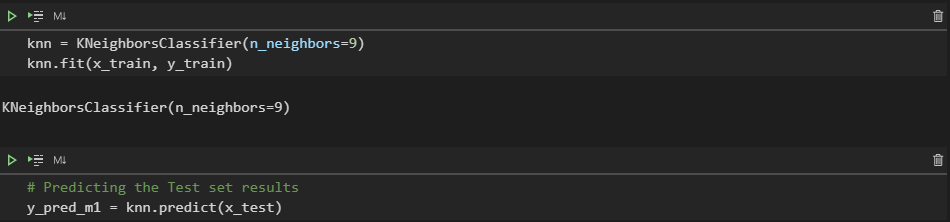 M↓
knn = KNeighborsClassifier(n_neighbors=9)
knn.fit(x_train, y_train)
KNeighborsClassifier(n_neighbors=9)
M↓
# Predicting the Test set results
y_pred_m1 = knn.predict(x_test)